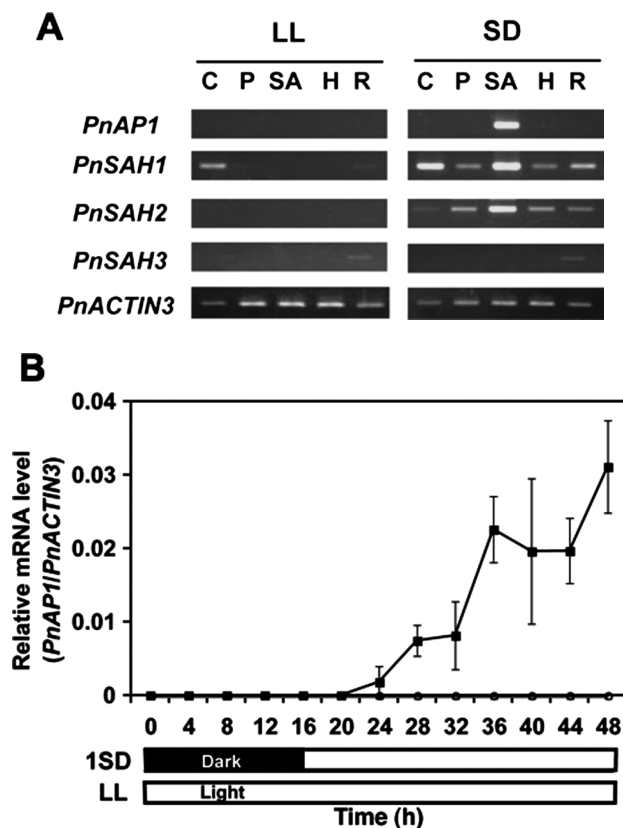 A
LL SD
C P SA H R C P SA H R
PnAP1
PnSAH1
PnSAH2
PnSAH3
PnACTIN3
B
Relative mRNA level
(PnAP1/PnACTIN3)
0.04
0.03
0.02
0.01
0
0 4 8 12 16 20 24 28 32 36 40 44 48
1SD Dark
LL Light
Time (h)